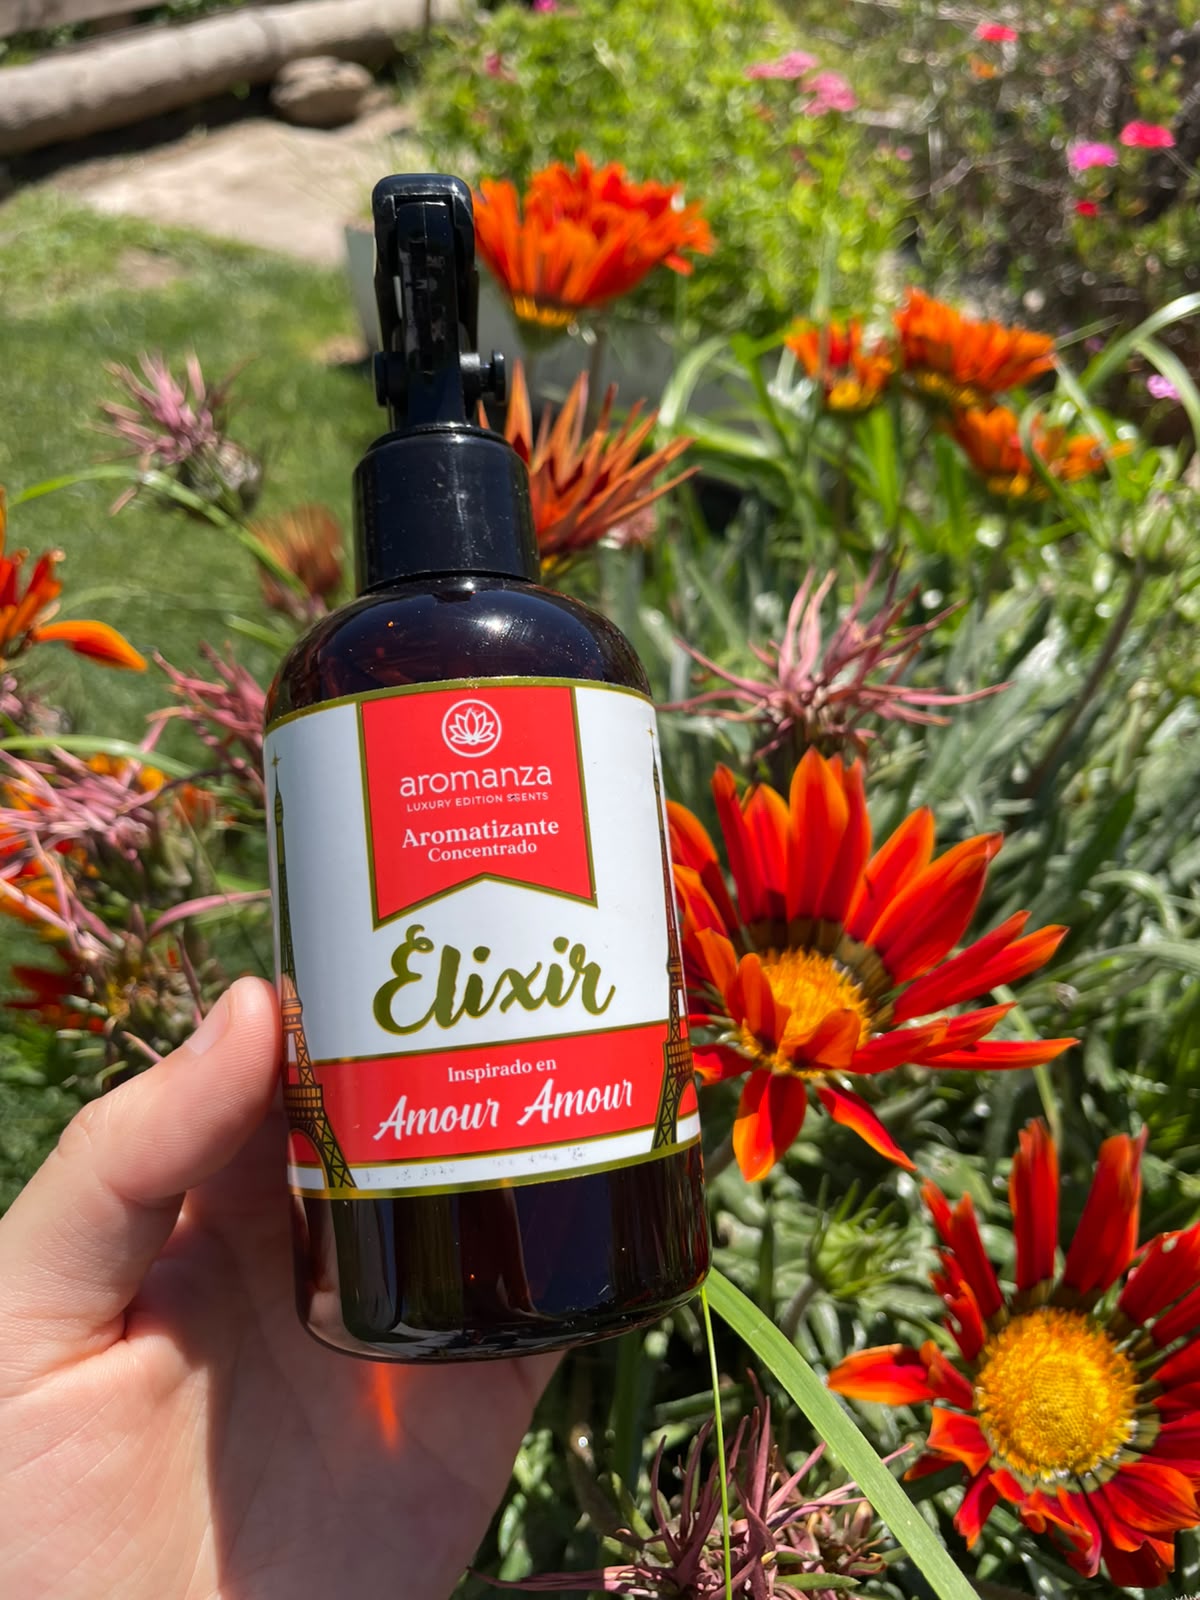 aromanza
LUXURY EDITION SCENTS
Aromatizante
Concentrado
Elixir
Inspirado en
Amour Amour